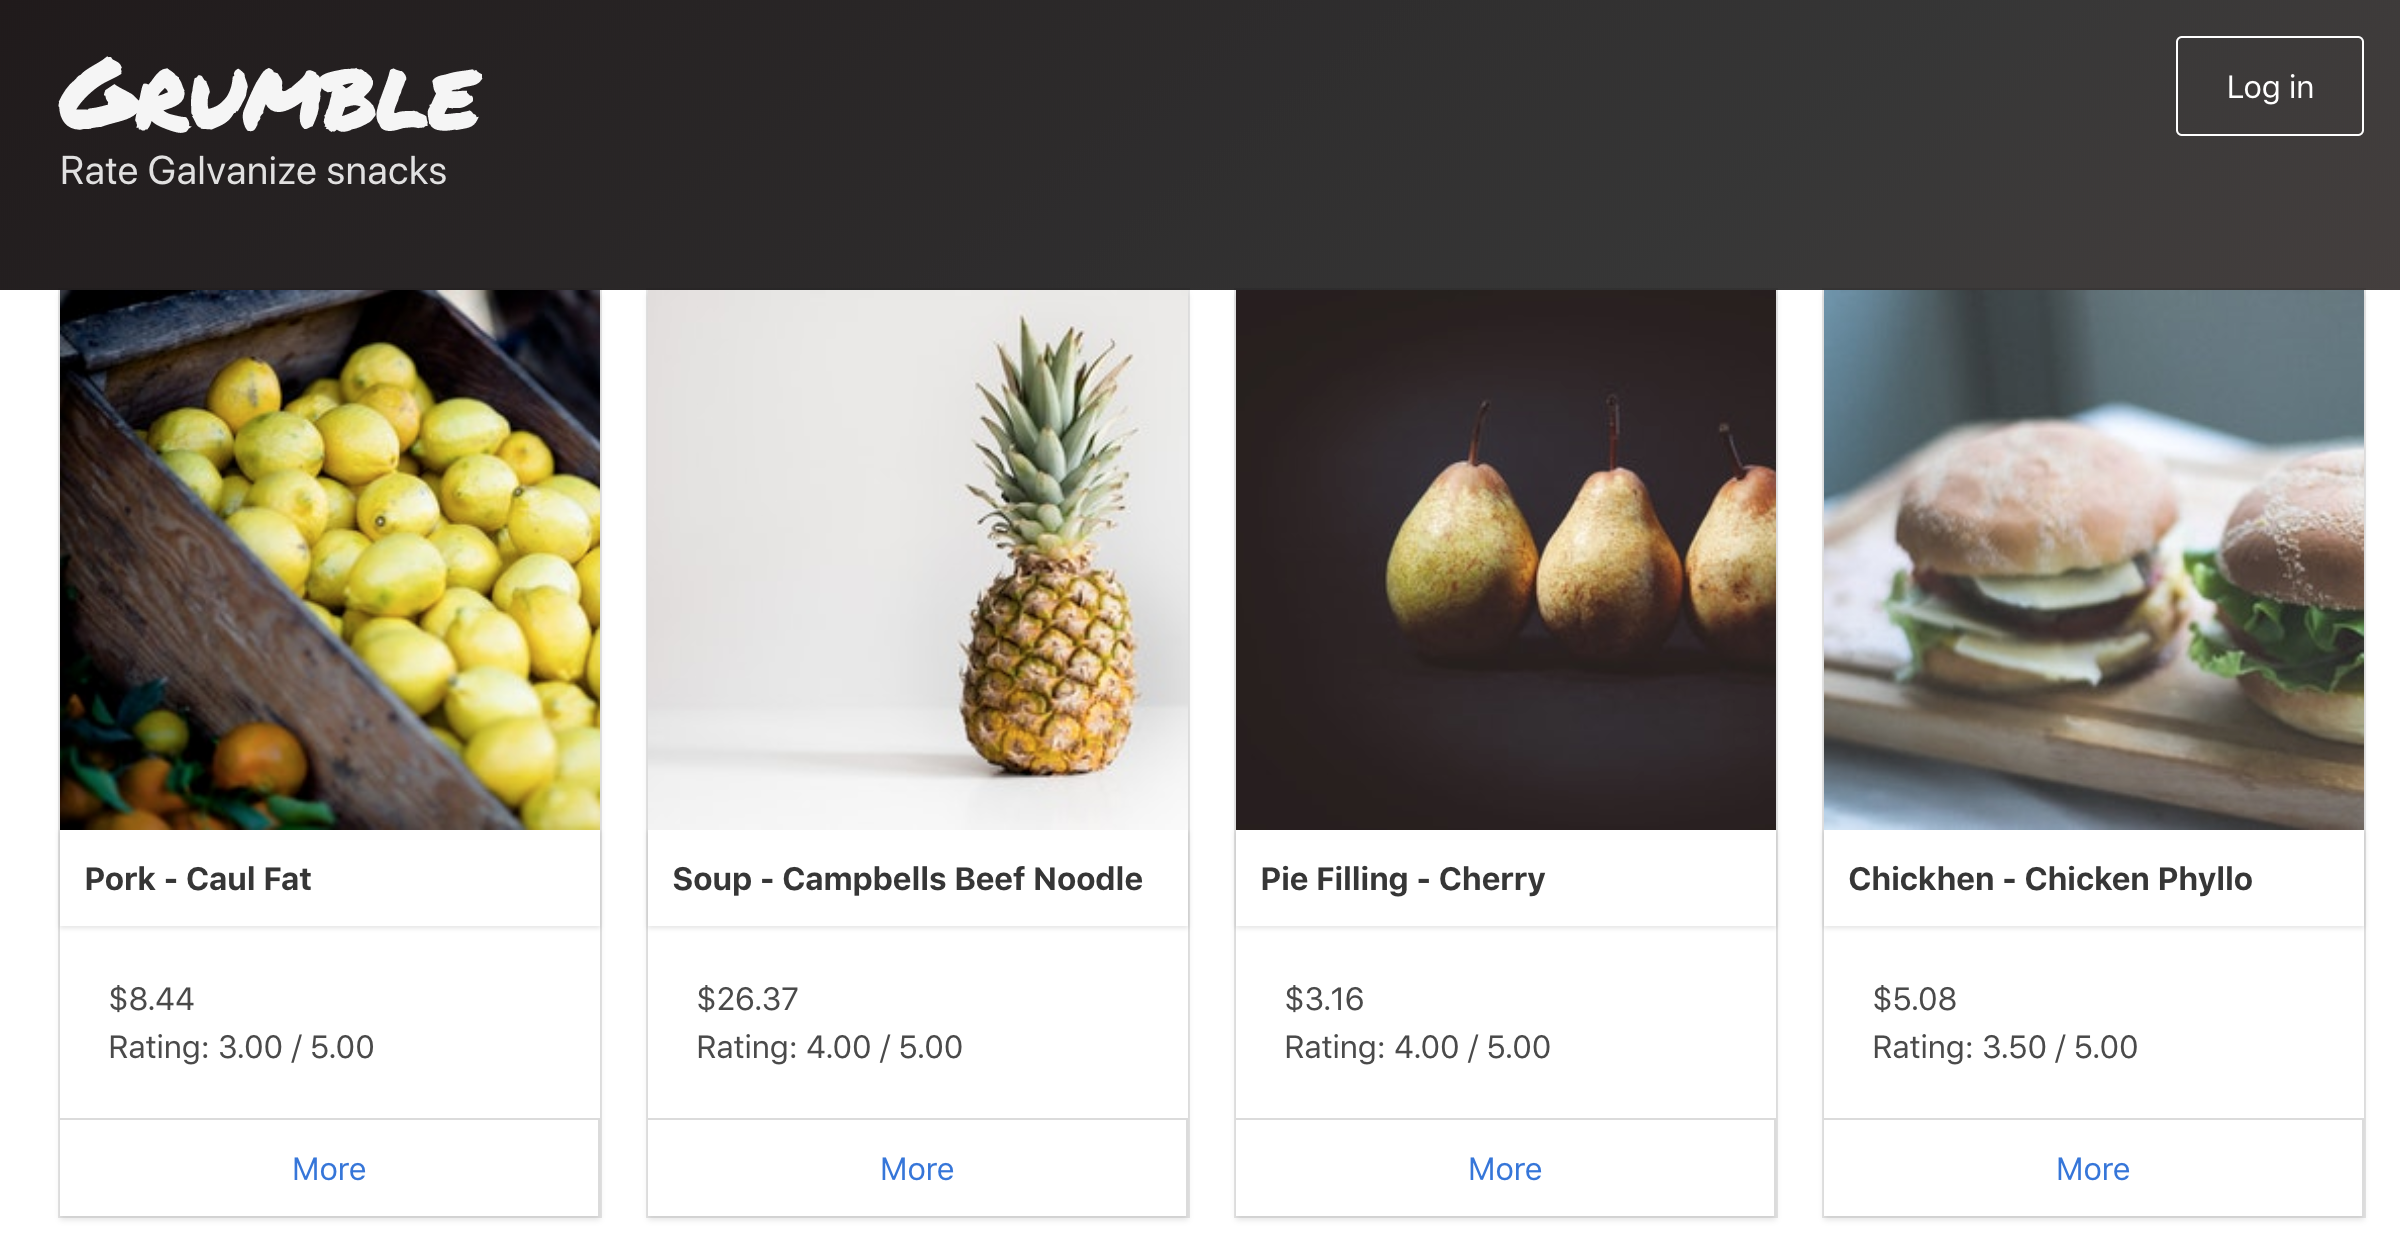 GRUMBLE
Rate Galvanize snacks
Log in
Pork - Caul Fat
$8.44
Rating: 3.00 / 5.00
More
Soup - Campbells Beef Noodle
$26.37
Rating: 4.00 / 5.00
More
Pie Filling - Cherry
$3.16
Rating: 4.00 / 5.00
More
Chickhen - Chicken Phyllo
$5.08
Rating: 3.50 / 5.00
More